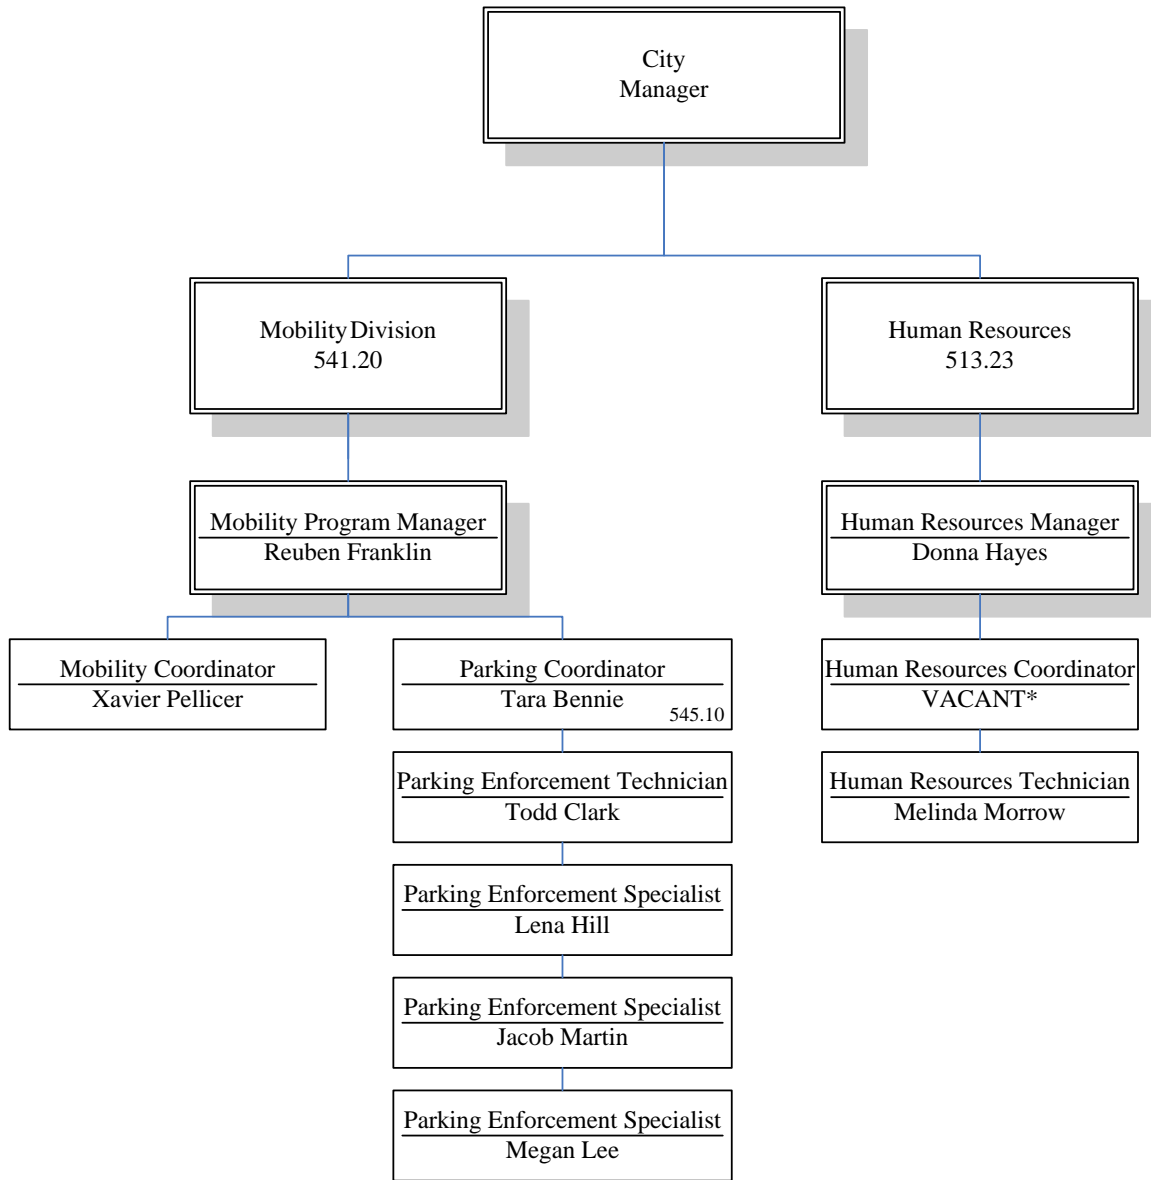 City
Manager
Mobility Division
541.20
Human Resources
513.23
Mobility Program Manager
Reuben Franklin
Human Resources Manager
Donna Hayes
Mobility Coordinator
Xavier Pellicer
Parking Coordinator
Tara Bennie
545.10
Human Resources Coordinator
VACANT*
Parking Enforcement Technician
Todd Clark
Human Resources Technician
Melinda Morrow
Parking Enforcement Specialist
Lena Hill
Parking Enforcement Specialist
Jacob Martin
Parking Enforcement Specialist
Megan Lee